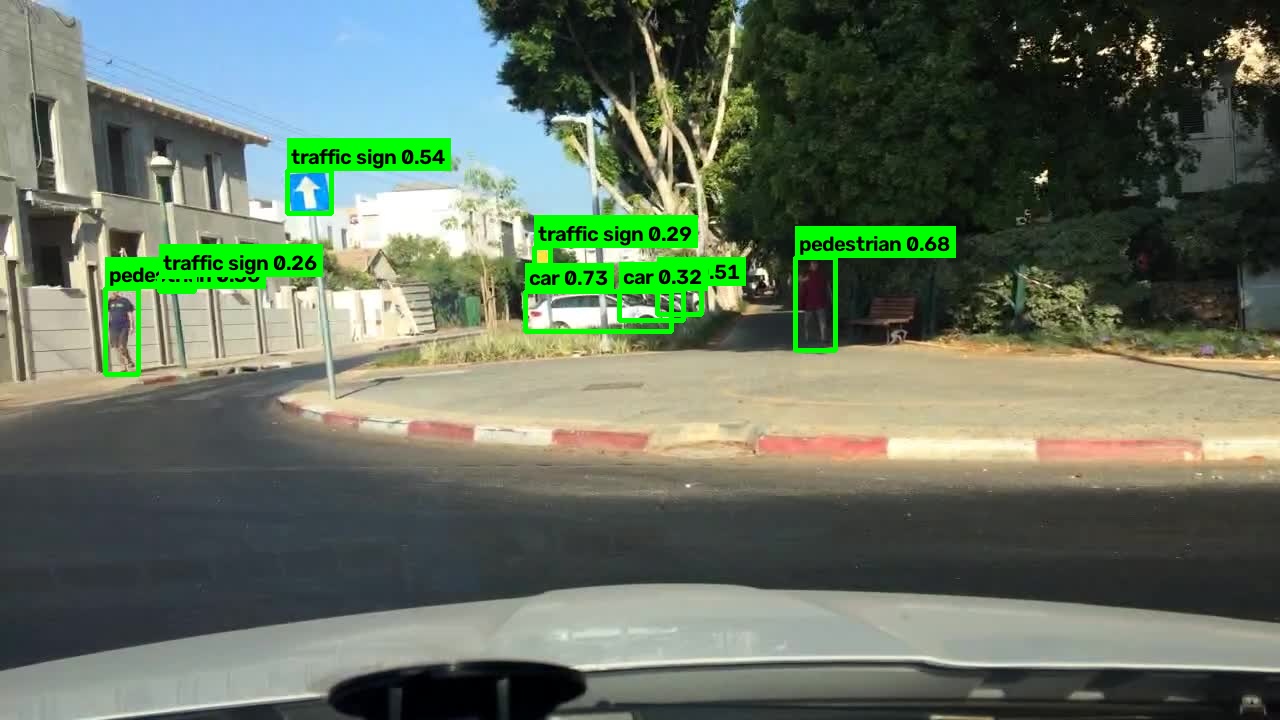 traffic sign 0.54
traffic sign 0.29
pedestrian 0.68
traffic sign 0.26
car 0.73
car 0.32
.51